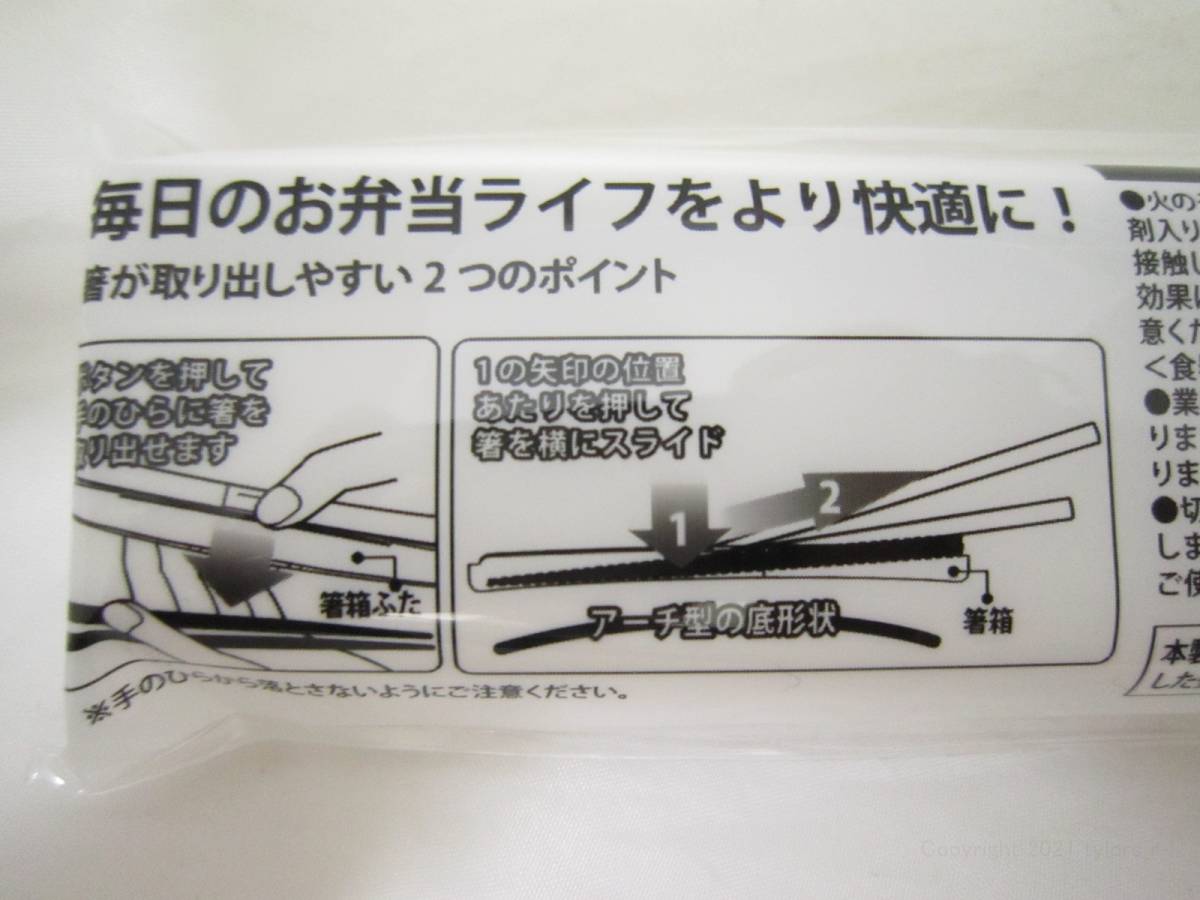 毎日のお弁当ライフをより快適に！
箸が取り出しやすい2つのポイント
ボタンを押して
手のひらに箸を
取り出せます
箸箱ふた
1の矢印の位置
あたりを押して
箸を横にスライド
1
2
アーチ型の底形状
箸箱
※手のひらから落とさないようにご注意ください。
●火の
剤入り
接触し
効果は
意くだ
＜食
●業
りま
りま
●切
しま
ご使
本製
した
Copyright 2021